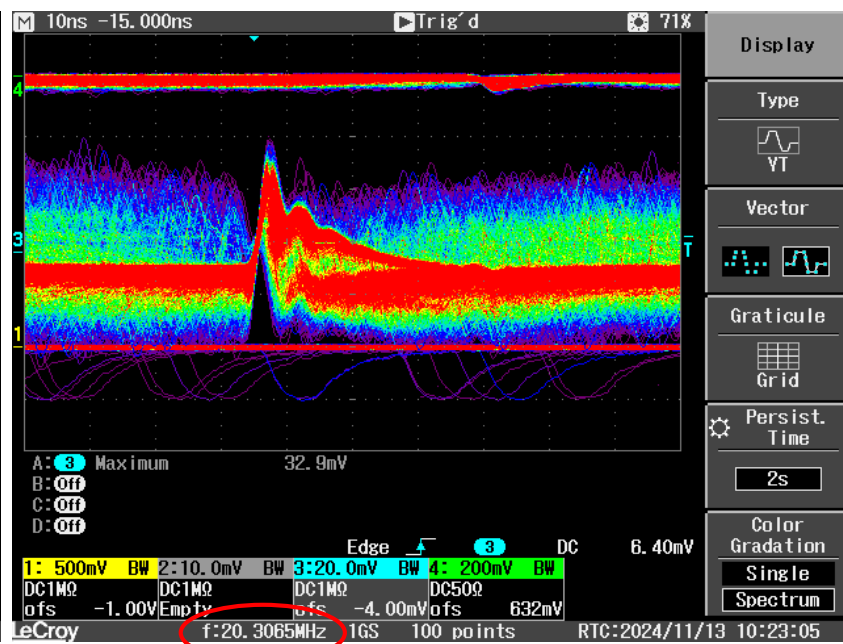 M 10ns -15.000ns Trig'd 71%
Display
Type
YT
Vector
Graticule
Grid
Persist.
Time
2s
Color
Gradation
Single
Spectrum
4
3
T
1
A: 3 Maximum 32.9mV
B: Off
C: Off
D: Off
Edge 3 DC 6.40mV
1: 500mV BW 2:10.0mV BW 3:20.0mV BW 4: 200mV BW
DC1MΩ DC1MΩ DC1MΩ DC50Ω
ofs -1.00V Empty ofs -4.00mV ofs 632mV
LeCroy f:20.3065MHz 1GS 100 points RTC:2024/11/13 10:23:05